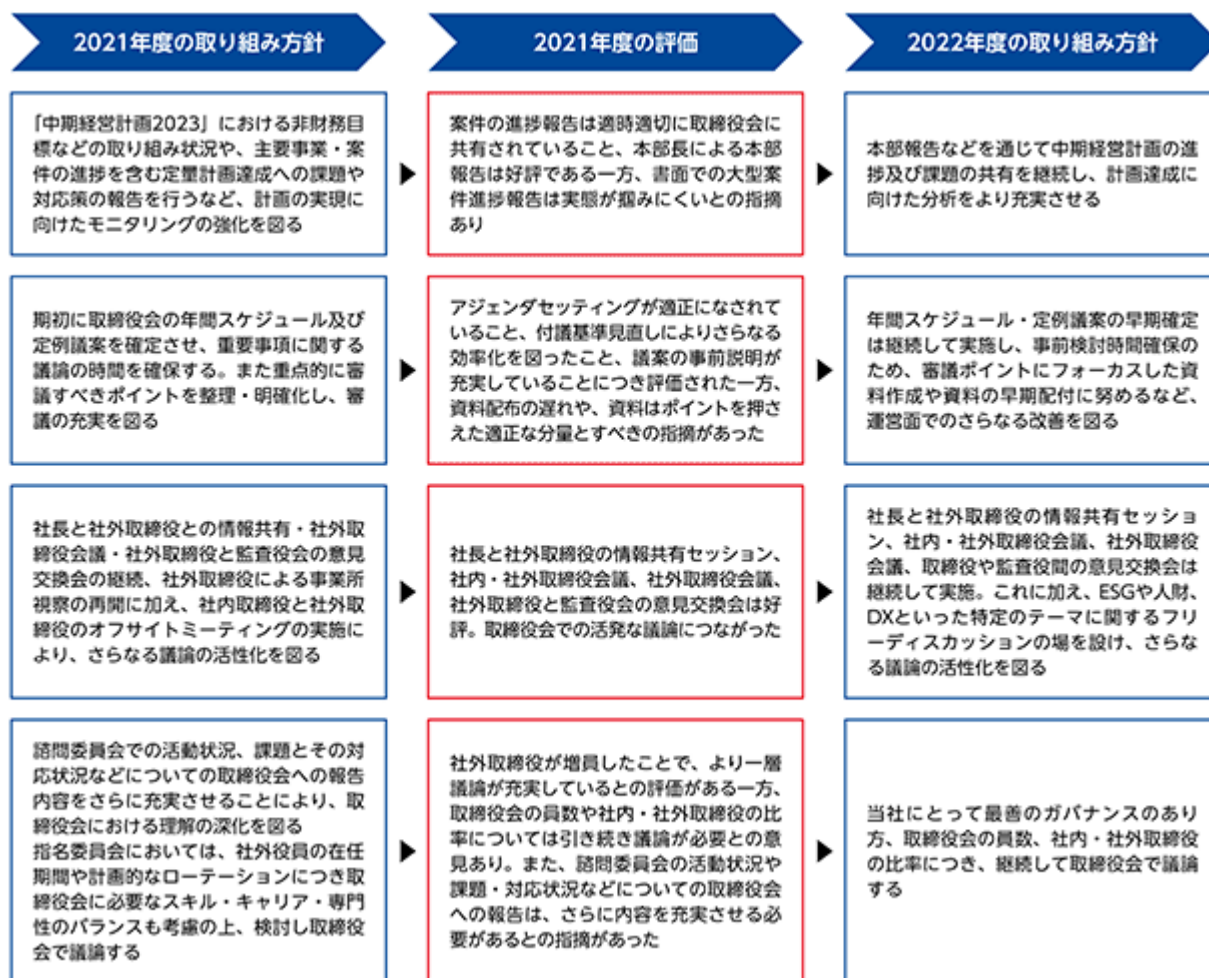 2021年度の取り組み方針
2021年度の評価
2022年度の取り組み方針
「中期経営計画2023」における非財務目
標などの取り組み状況や、主要事業・案
件の進捗を含む定量計画達成への課題や
対応策の報告を行うなど、計画の実現に
向けたモニタリングの強化を図る
案件の進捗報告は適時適切に取締役会に
共有されていること、本部長による本部
報告は好評である一方、書面での大型案
件進捗報告は実態が掴みにくいとの指摘
あり
本部報告などを通じて中期経営計画の進
捗及び課題の共有を継続し、計画達成に
向けた分析をより充実させる
期初に取締役会の年間スケジュール及び
定例議案を確定させ、重要事項に関する
議論の時間を確保する。また重点的に審
議すべきポイントを整理・明確化し、審
議の充実を図る
アジェンダセッティングが適正になされて
いること、付議基準見直しによりさらなる
効率化を図ったこと、議案の事前説明が
充実していることにつき評価された一方、
資料配布の遅れや、資料はポイントを押さ
えた適正な分量とすべきの指摘があった
年間スケジュール・定例議案の早期確定
は継続して実施し、事前検討時間確保の
ため、審議ポイントにフォーカスした資
料作成や資料の早期配付に努めるなど、
運営面でのさらなる改善を図る
社長と社外取締役との情報共有・社外取
締役会議・社外取締役と監査役会の意見
交換会の継続、社外取締役による事業所
視察の再開に加え、社内取締役と社外取
締役のオフサイトミーティングの実施に
より、さらなる議論の活性化を図る
社長と社外取締役の情報共有セッション、
社内・社外取締役会議、社外取締役会議、
社外取締役と監査役会の意見交換会は好
評。取締役会での活発な議論につながった
社長と社外取締役の情報共有セッショ
ン、社内・社外取締役会議、社外取締役
会議、取締役や監査役間の意見交換会は
継続して実施。これに加え、ESGや人財、
DXといった特定のテーマに関するフリ
ーディスカッションの場を設け、さらな
る議論の活性化を図る
諮問委員会での活動状況、課題とその対
応状況などについての取締役会への報告
内容をさらに充実させることにより、取
締役会における理解の深化を図る
指名委員会においては、社外役員の在任
期間や計画的なローテーションにつき取
締役会に必要なスキル・キャリア・専門
性のバランスも考慮の上、検討し取締役
会で議論する
社外取締役が増員したことで、より一層
議論が充実しているとの評価がある一方、
取締役会の員数や社内・社外取締役の比
率については引き続き議論が必要との意
見あり。また、諮問委員会の活動状況や
課題・対応状況などについての取締役会
への報告は、さらに内容を充実させる必
要があるとの指摘があった
当社にとって最善のガバナンスのあり
方、取締役会の員数、社内・社外取締役
の比率につき、継続して取締役会で議論
する